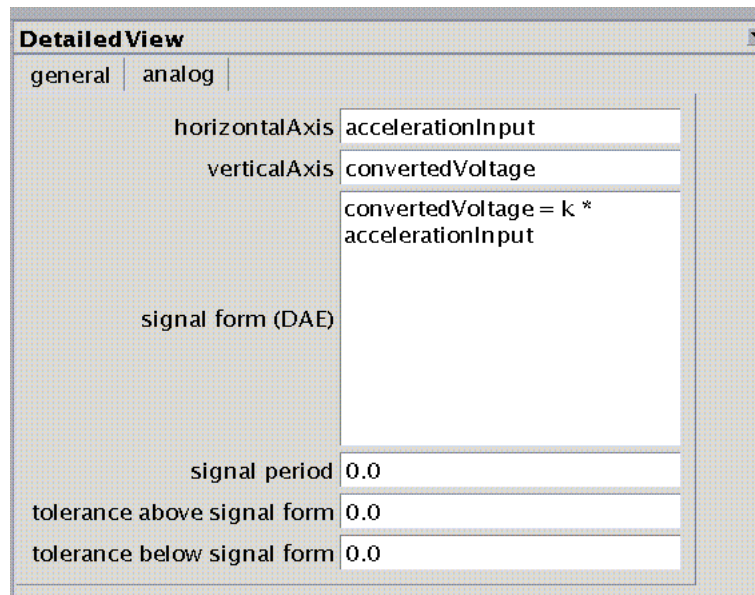 DetailedView
general analog
horizontalAxis accelerationInput
verticalAxis convertedVoltage
convertedVoltage = k *
accelerationInput
signal form (DAE)
signal period 0.0
tolerance above signal form 0.0
tolerance below signal form 0.0